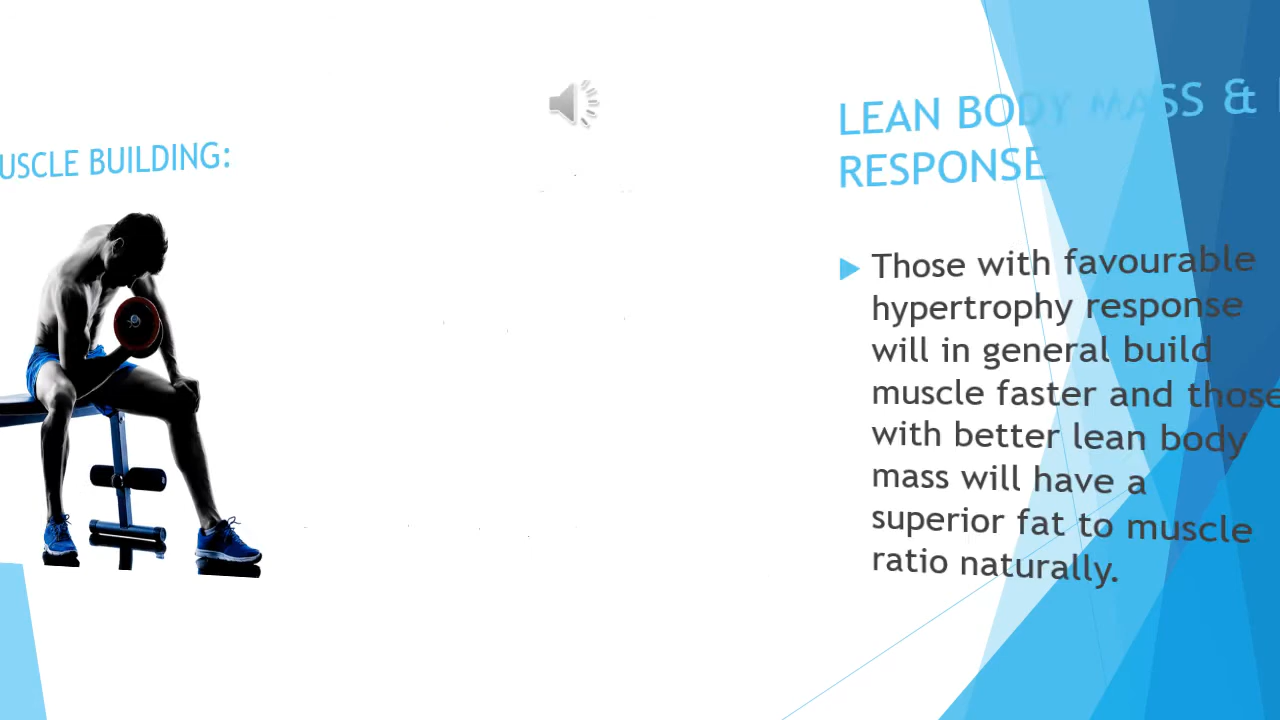 USCLE BUILDING:
LEAN BODY MASS &
RESPONSE
Those with favourable
hypertrophy response
will in general build
muscle faster and those
with better lean body
mass will have a
superior fat to muscle
ratio naturally.